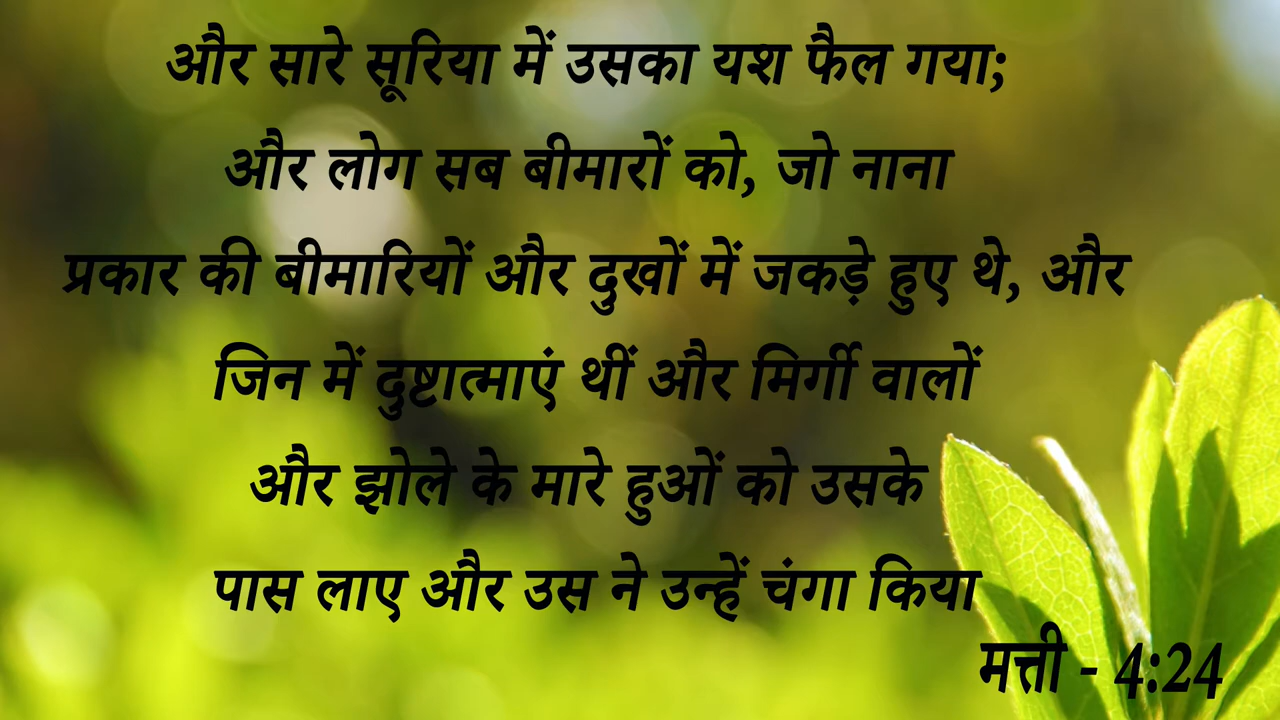 और सारे सूरिया में उसका यश फैल गया;
और लोग सब बीमारों को, जो नाना
प्रकार की बीमारियों और दुखों में जकड़े हुए थे, और
जिन में दुष्टात्माएं थीं और मिर्गी वालों
और झोले के मारे हुओं को उसके
पास लाए और उस ने उन्हें चंगा किया
मत्ती - 4:24